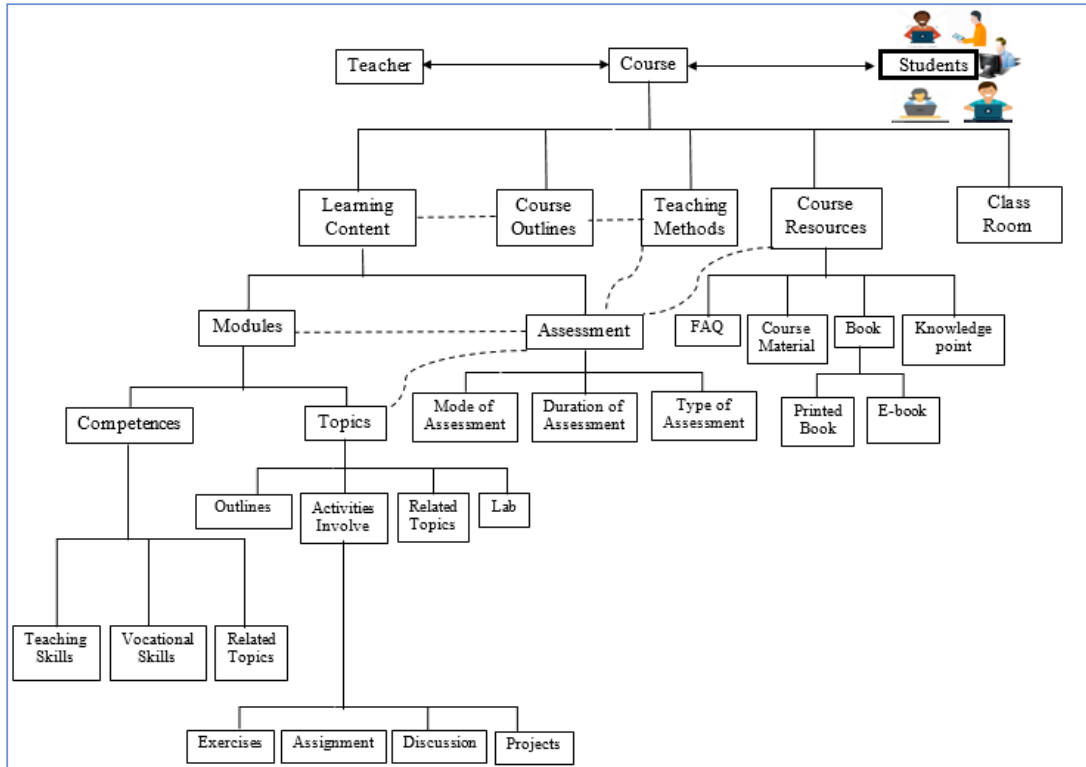 Teacher
Course
Students
Learning
Content
Course
Outlines
Teaching
Methods
Course
Resources
Class
Room
Modules
Assessment
FAQ
Course
Material
Book
Knowledge
point
Competences
Topics
Mode of
Assessment
Duration of
Assessment
Type of
Assessment
Printed
Book
E-book
Outlines
Activities
Involve
Related
Topics
Lab
Teaching
Skills
Vocational
Skills
Related
Topics
Exercises
Assignment
Discussion
Projects